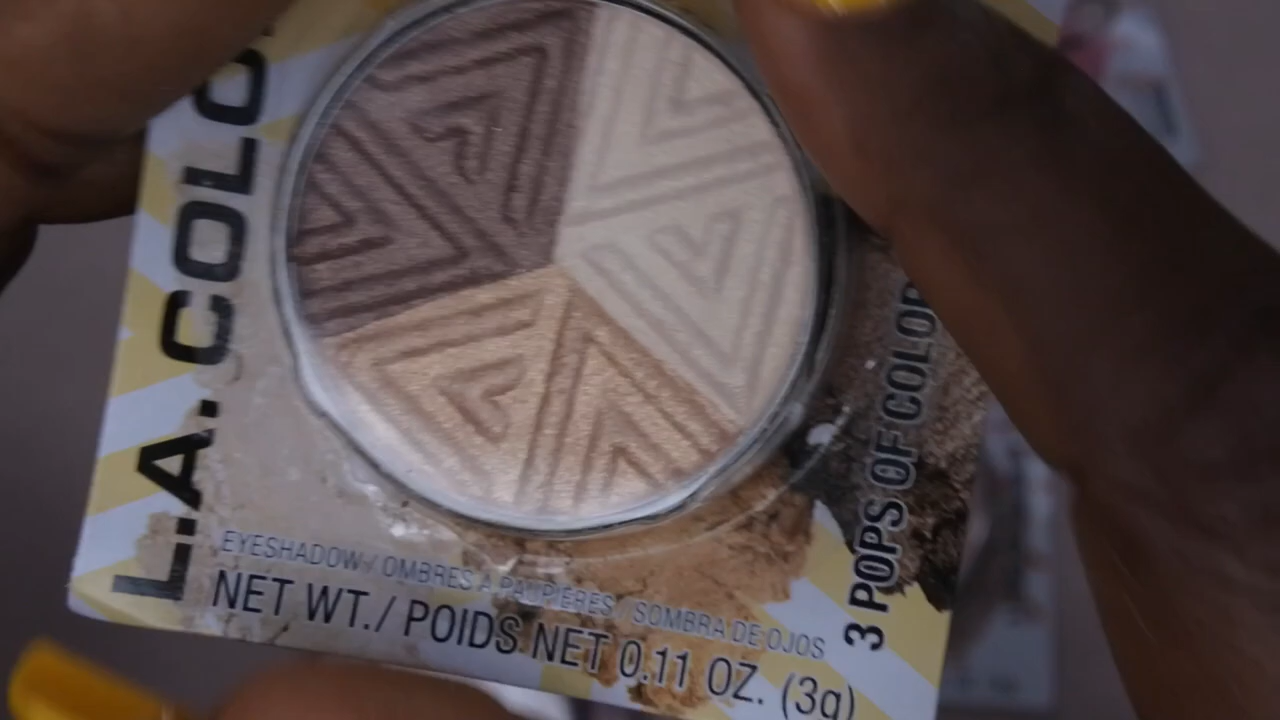 L.A. COLO
3 POPS OF COLOR
EYESHADOW / OMBRES À PAUPIÈRES / SOMBRA DE OJOS
NET WT./ POIDS NET 0.11 OZ. (3g)